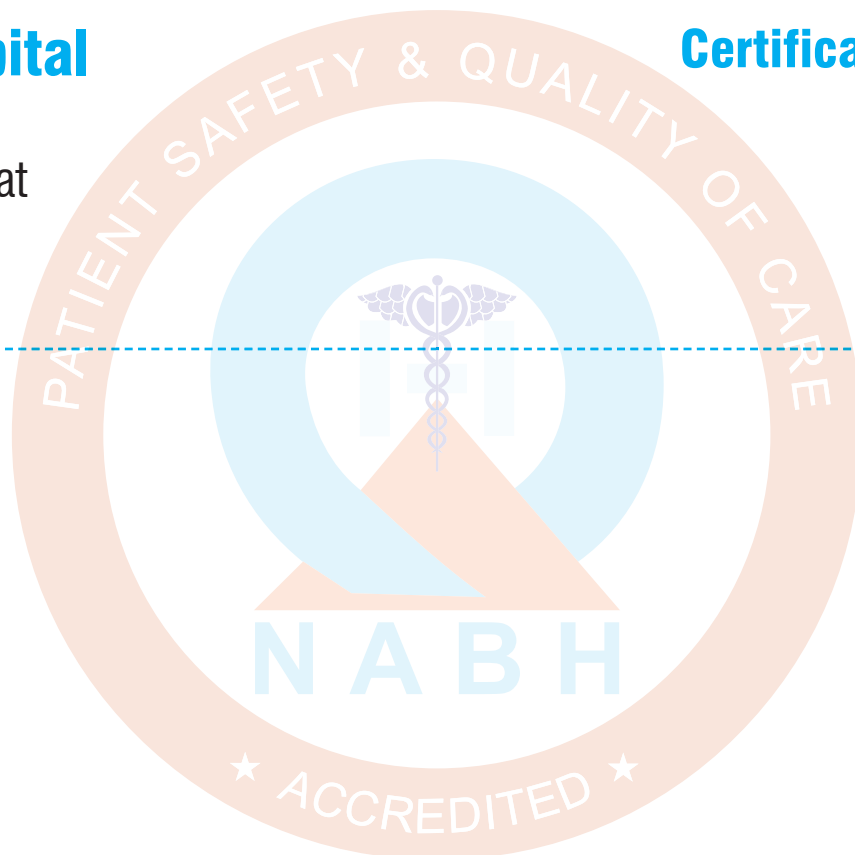 pital
Certifica
at
PATIENT SAFETY & QUALITY OF CARE
H
NABH
★ ACCREDITED ★